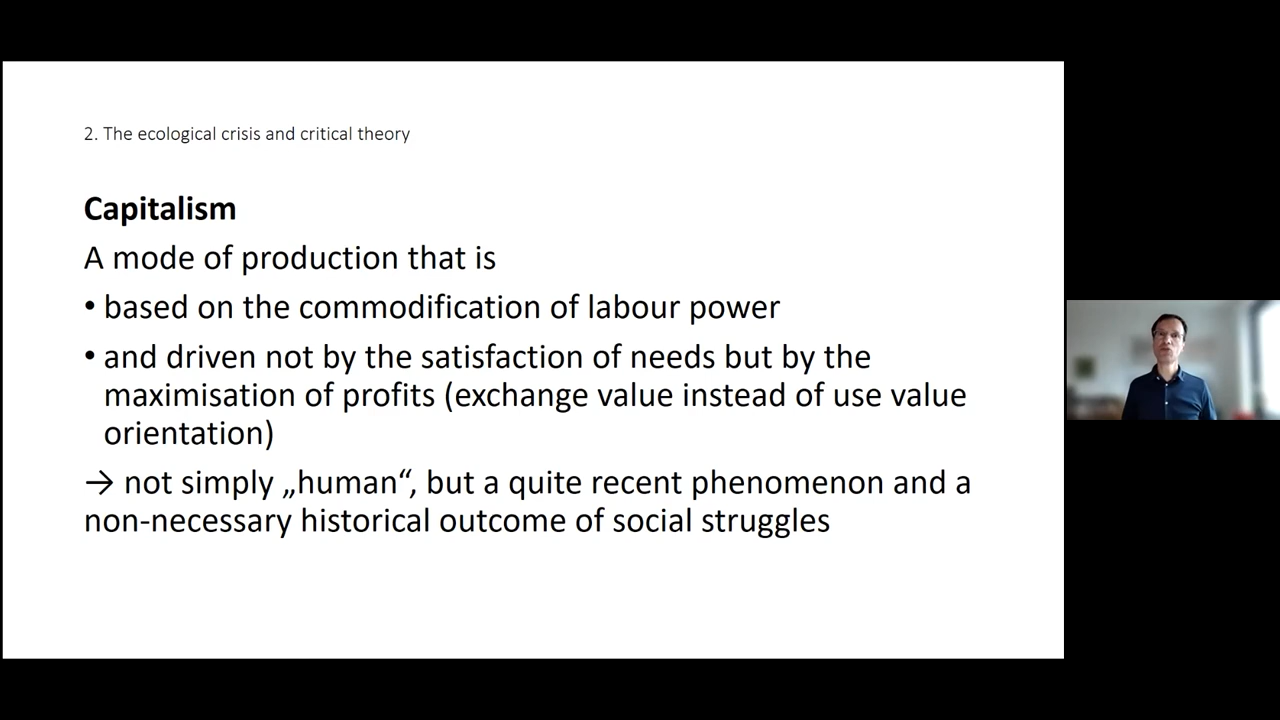 2. The ecological crisis and critical theory
Capitalism
A mode of production that is
• based on the commodification of labour power
• and driven not by the satisfaction of needs but by the
maximisation of profits (exchange value instead of use value
orientation)
→ not simply „human“, but a quite recent phenomenon and a
non-necessary historical outcome of social struggles